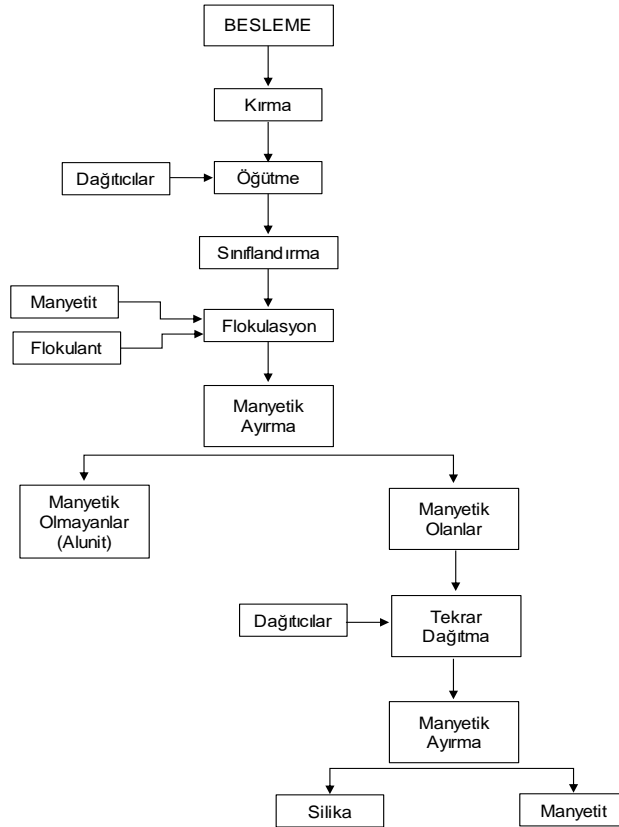 BESLEME
Kırma
Dağıtıcılar
Öğütme
Sınıflandırma
Manyetit
Flokulant
Flokulasyon
Manyetik
Ayırma
Manyetik
Olmayanlar
(Alunit)
Manyetik
Olanlar
Dağıtıcılar
Tekrar
Dağıtma
Manyetik
Ayırma
Silika
Manyetit